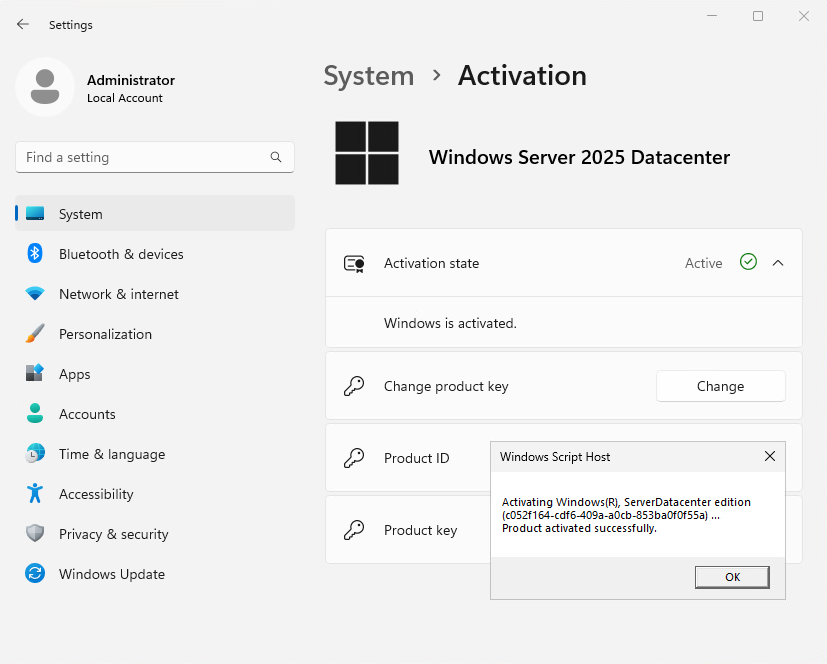 Settings
Administrator
Local Account
Find a setting
System
Bluetooth & devices
Network & internet
Personalization
Apps
Accounts
Time & language
Accessibility
Privacy & security
Windows Update
System > Activation
Windows Server 2025 Datacenter
Activation state Active
Windows is activated.
Change product key Change
Product ID
Product key
Windows Script Host
Activating Windows(R), ServerDatacenter edition
(c052f164-cdf6-409a-a0cb-853ba0f0f55a) ...
Product activated successfully.
OK